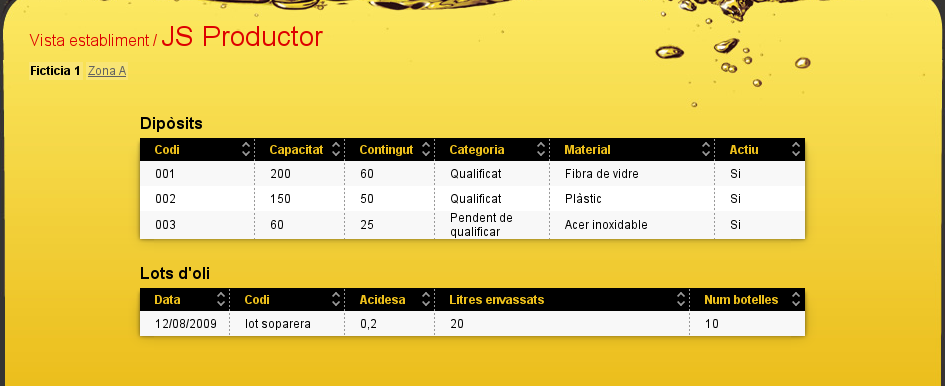 Vista establiment / JS Productor
Ficticia 1 Zona A
Dipòsits
Codi Capacitat Contingut Categoria Material Actiu
001 200 60 Qualificat Fibra de vidre Si
002 150 50 Qualificat Plàstic Si
003 60 25 Pendent de qualificar Acer inoxidable Si
Lots d'oli
Data Codi Acidesa Litres envassats Num botelles
12/08/2009 lot soparera 0,2 20 10